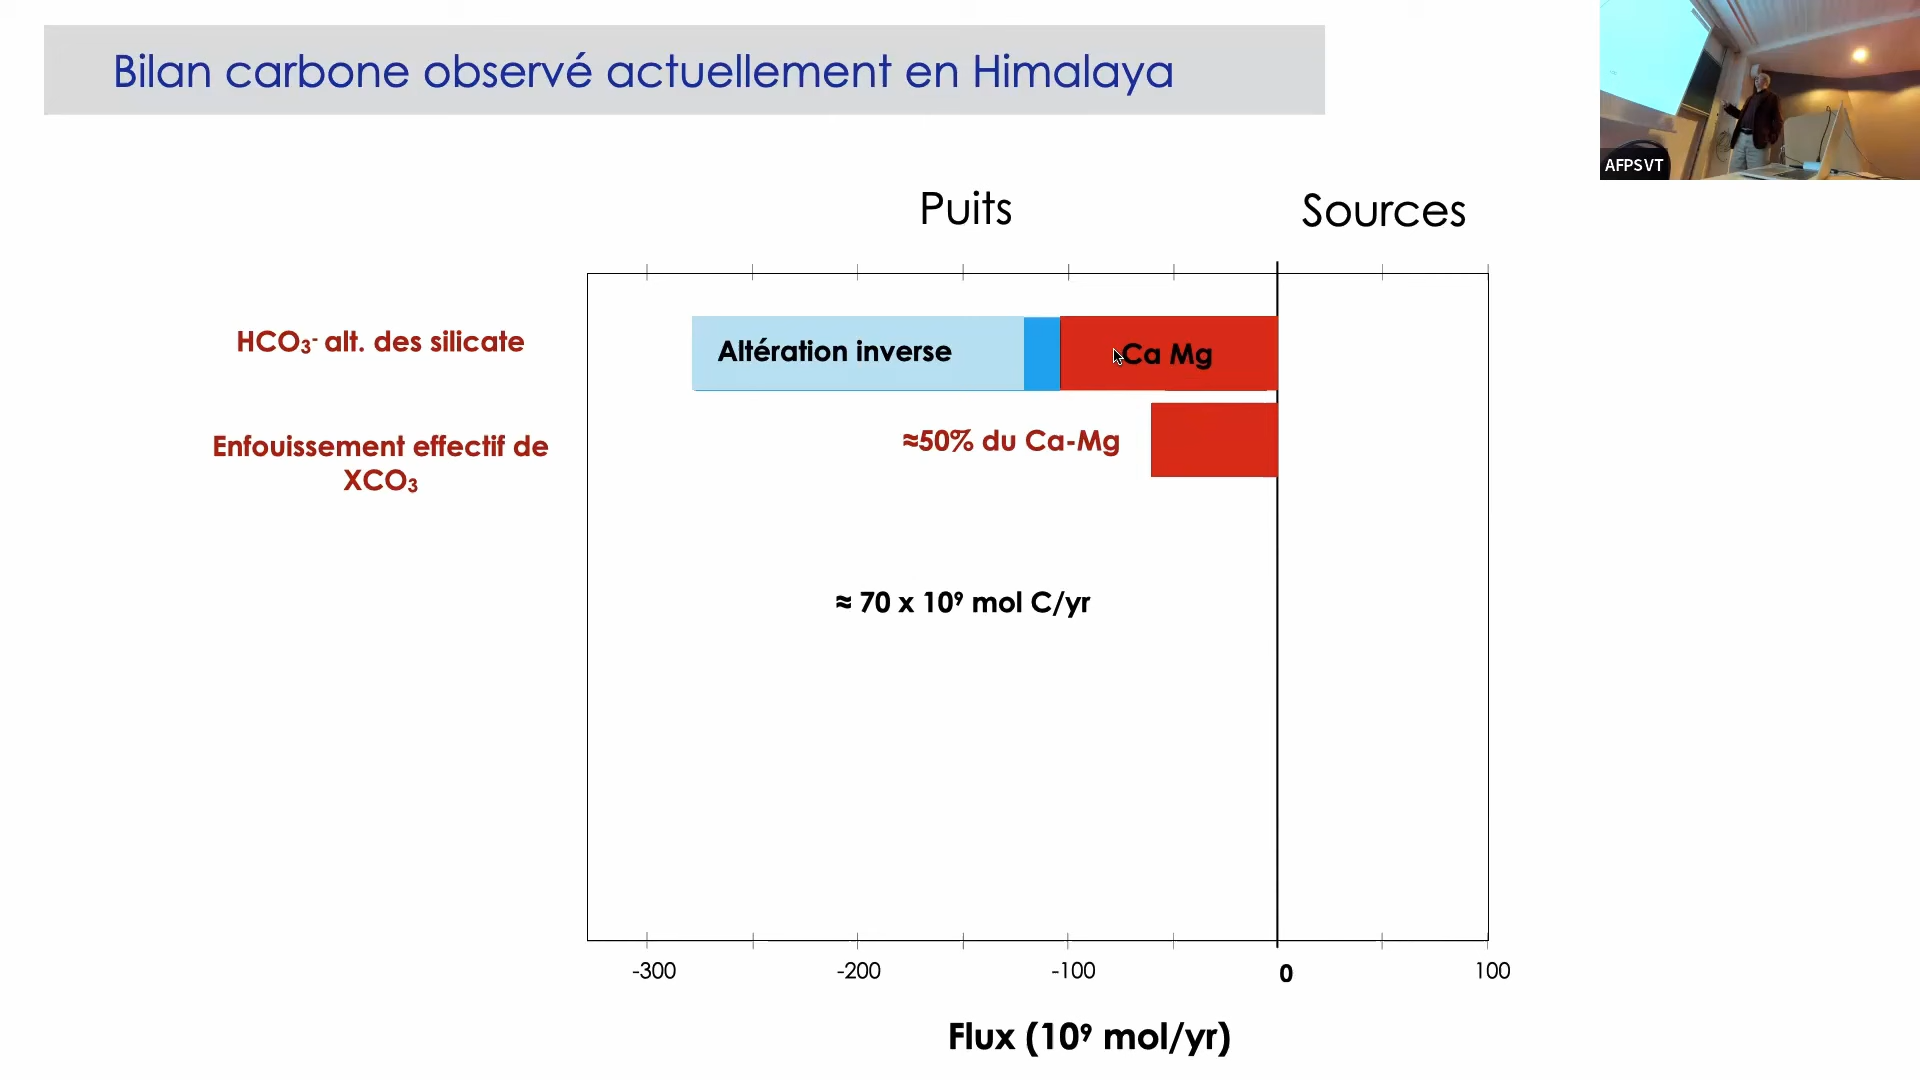 Bilan carbone observé actuellement en Himalaya
AFPSVT
Puits
Sources
HCO₃⁻ alt. des silicate
Altération inverse
Ca Mg
Enfouissement effectif de
XCO₃
≈50% du Ca-Mg
≈ 70 x 10⁹ mol C/yr
-300
-200
-100
0
100
Flux (10⁹ mol/yr)